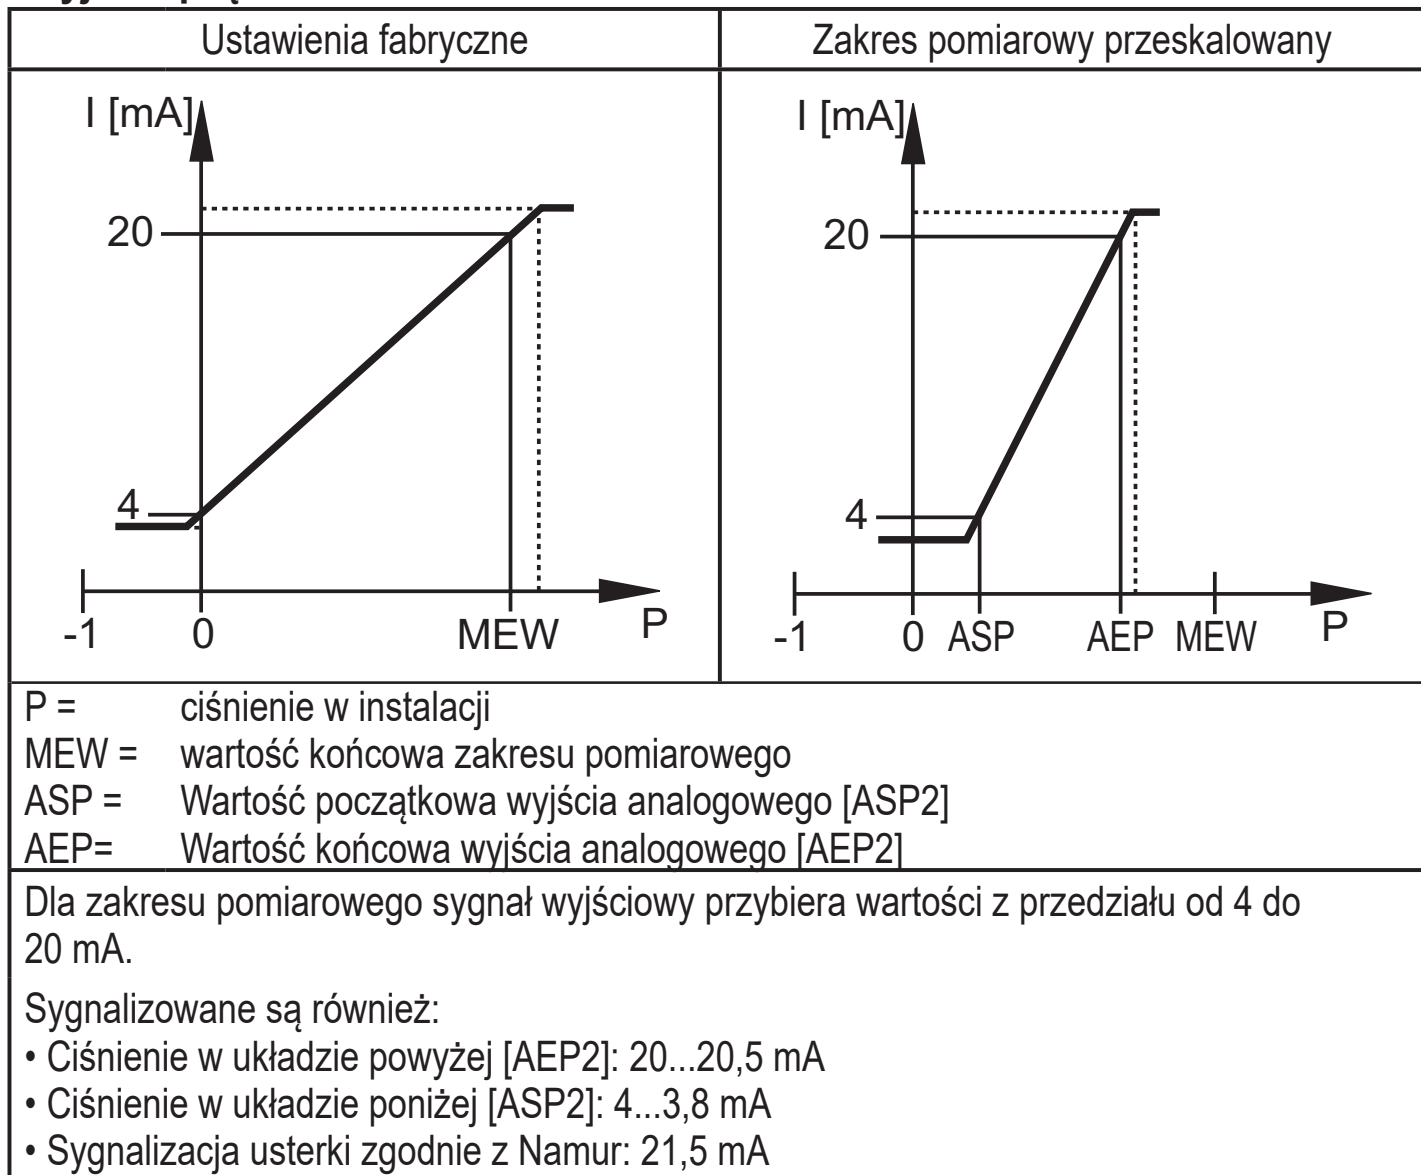 Ustawienia fabryczne
Zakres pomiarowy przeskalowany
I [mA]
20
4
-1
0
MEW
P
I [mA]
20
4
-1
0
ASP
AEP
MEW
P
P = ciśnienie w instalacji
MEW = wartość końcowa zakresu pomiarowego
ASP = Wartość początkowa wyjścia analogowego [ASP2]
AEP= Wartość końcowa wyjścia analogowego [AEP2]
Dla zakresu pomiarowego sygnał wyjściowy przybiera wartości z przedziału od 4 do
20 mA.
Sygnalizowane są również:
• Ciśnienie w układzie powyżej [AEP2]: 20...20,5 mA
• Ciśnienie w układzie poniżej [ASP2]: 4...3,8 mA
• Sygnalizacja usterki zgodnie z Namur: 21,5 mA